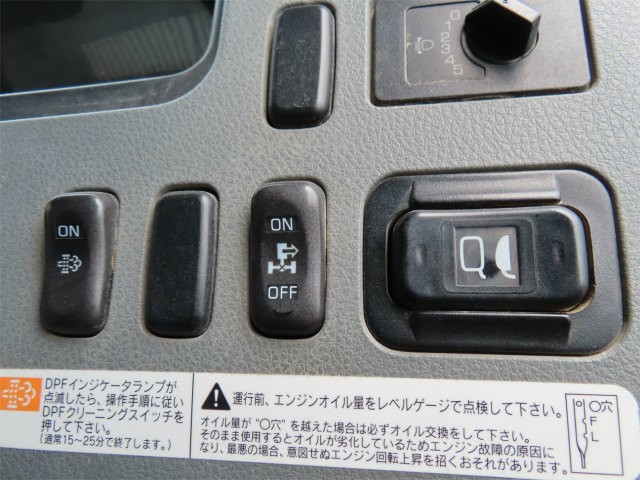 0
1
2
3
4
5
ON
ON
OFF
DPFインジケータランプが
点滅したら、操作手順に従い
DPFクリーニングスイッチを
押して下さい。
(通常15～25分で終了します。)
運行前、エンジンオイル量をレベルゲージで点検して下さい。
オイル量が"〇穴"を越えた場合は必ずオイル交換をして下さい。
そのまま使用するとオイルが劣化しているためエンジン故障の原因に
なり、最悪の場合、意図せぬエンジン回転上昇を招くおそれがあります。
〇穴
F
L